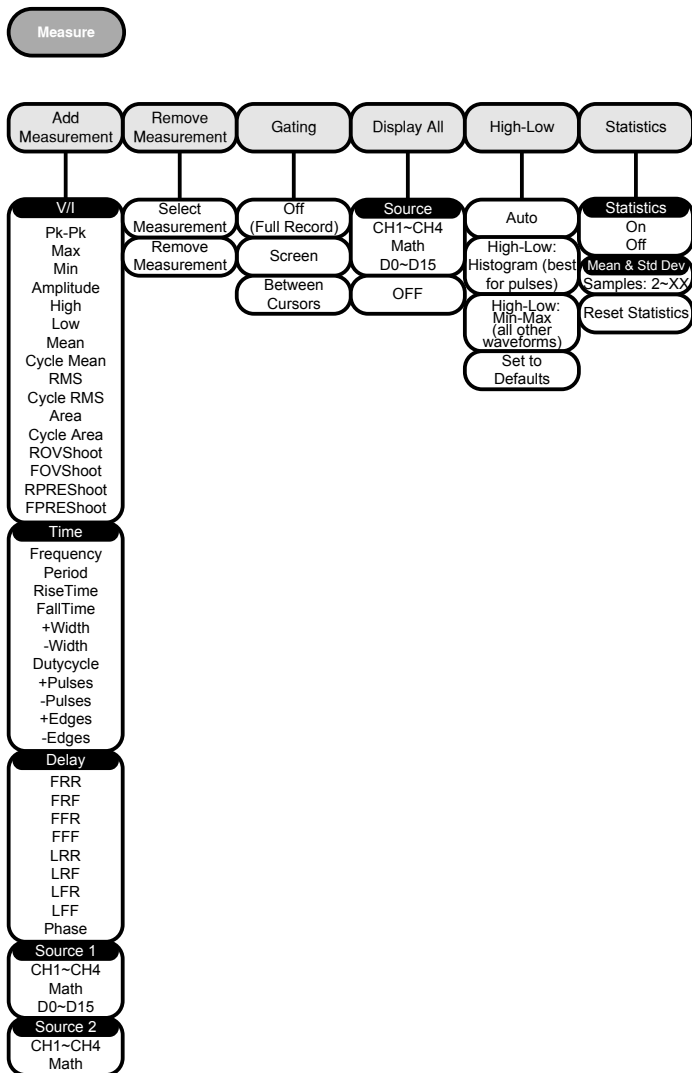 Measure
Add
Measurement
Remove
Measurement
Gating
Display All
High-Low
Statistics
V/I
Pk-Pk
Max
Min
Amplitude
High
Low
Mean
Cycle Mean
RMS
Cycle RMS
Area
Cycle Area
ROVShoot
FOVShoot
RPREShoot
FPREShoot
Time
Frequency
Period
RiseTime
FallTime
+Width
-Width
Dutycycle
+Pulses
-Pulses
+Edges
-Edges
Delay
FRR
FRF
FFR
FFF
LRR
LRF
LFR
LFF
Phase
Source 1
CH1~CH4
Math
D0~D15
Source 2
CH1~CH4
Math
Select
Measurement
Remove
Measurement
Off
(Full Record)
Screen
Between
Cursors
Source
CH1~CH4
Math
D0~D15
OFF
Auto
High-Low:
Histogram (best
for pulses)
High-Low:
Min-Max
(all other
waveforms)
Set to
Defaults
Statistics
On
Off
Mean & Std Dev
Samples: 2~XX
Reset Statistics